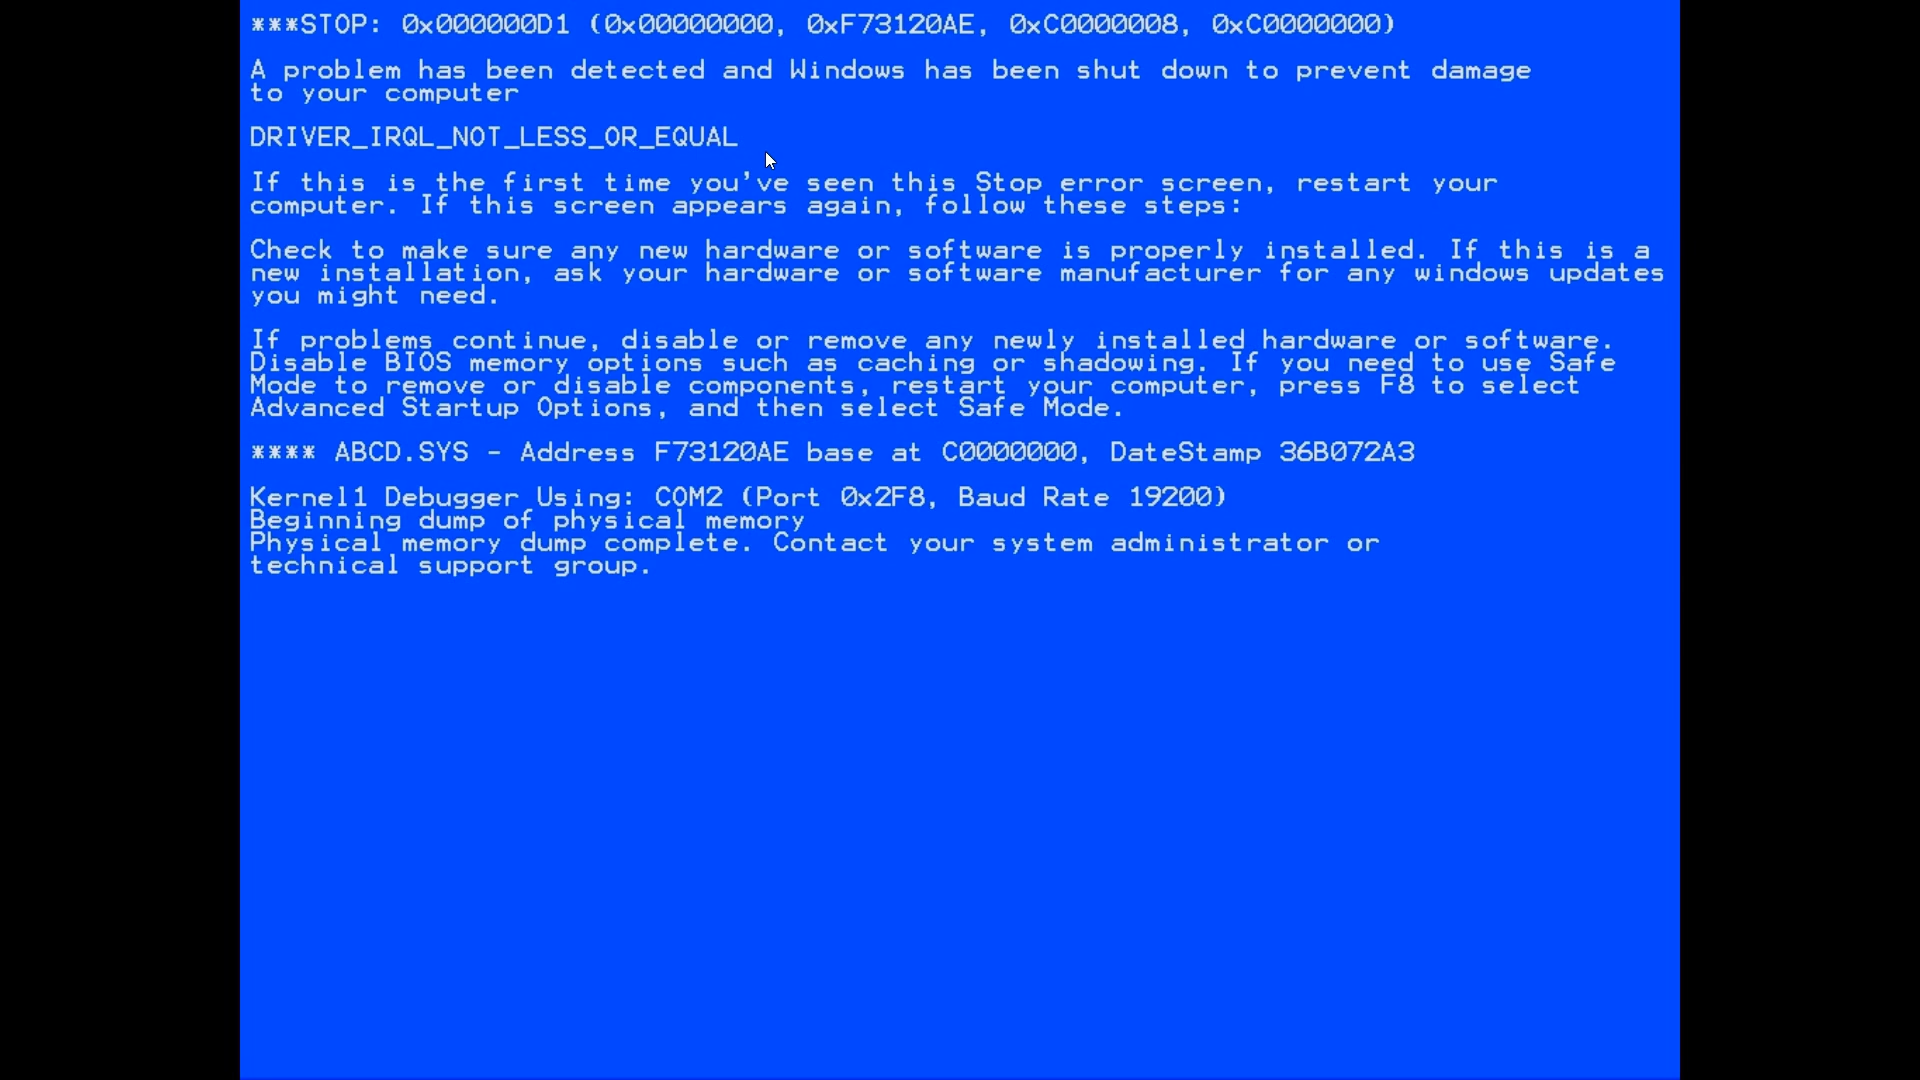 ***STOP: 0x000000D1 (0x00000000, 0xF73120AE, 0xC0000008, 0xC0000000)
A problem has been detected and Windows has been shut down to prevent damage
to your computer
DRIVER_IRQL_NOT_LESS_OR_EQUAL
If this is the first time you've seen this Stop error screen, restart your
computer. If this screen appears again, follow these steps:
Check to make sure any new hardware or software is properly installed. If this is a
new installation, ask your hardware or software manufacturer for any windows updates
you might need.
If problems continue, disable or remove any newly installed hardware or software.
Disable BIOS memory options such as caching or shadowing. If you need to use Safe
Mode to remove or disable components, restart your computer, press F8 to select
Advanced Startup Options, and then select Safe Mode.
**** ABCD.SYS - Address F73120AE base at C0000000, DateStamp 36B072A3
Kernel1 Debugger Using: COM2 (Port 0x2F8, Baud Rate 19200)
Beginning dump of physical memory
Physical memory dump complete. Contact your system administrator or
technical support group.